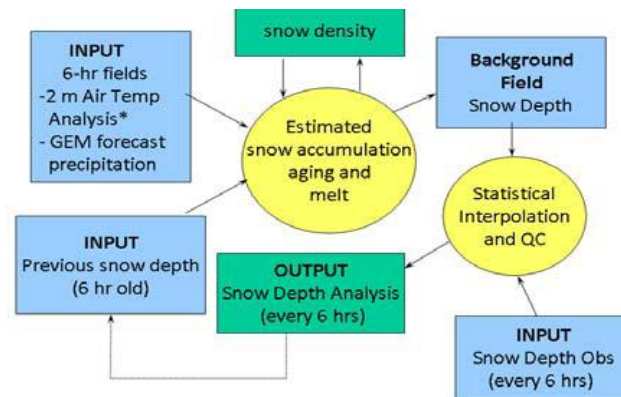 INPUT
6-hr fields
-2 m Air Temp
Analysis*
- GEM forecast
precipitation
snow density
Background
Field
Snow Depth
Estimated
snow accumulation
aging and
melt
Statistical
Interpolation
and QC
INPUT
Previous snow depth
(6 hr old)
OUTPUT
Snow Depth Analysis
(every 6 hrs)
INPUT
Snow Depth Obs
(every 6 hrs)